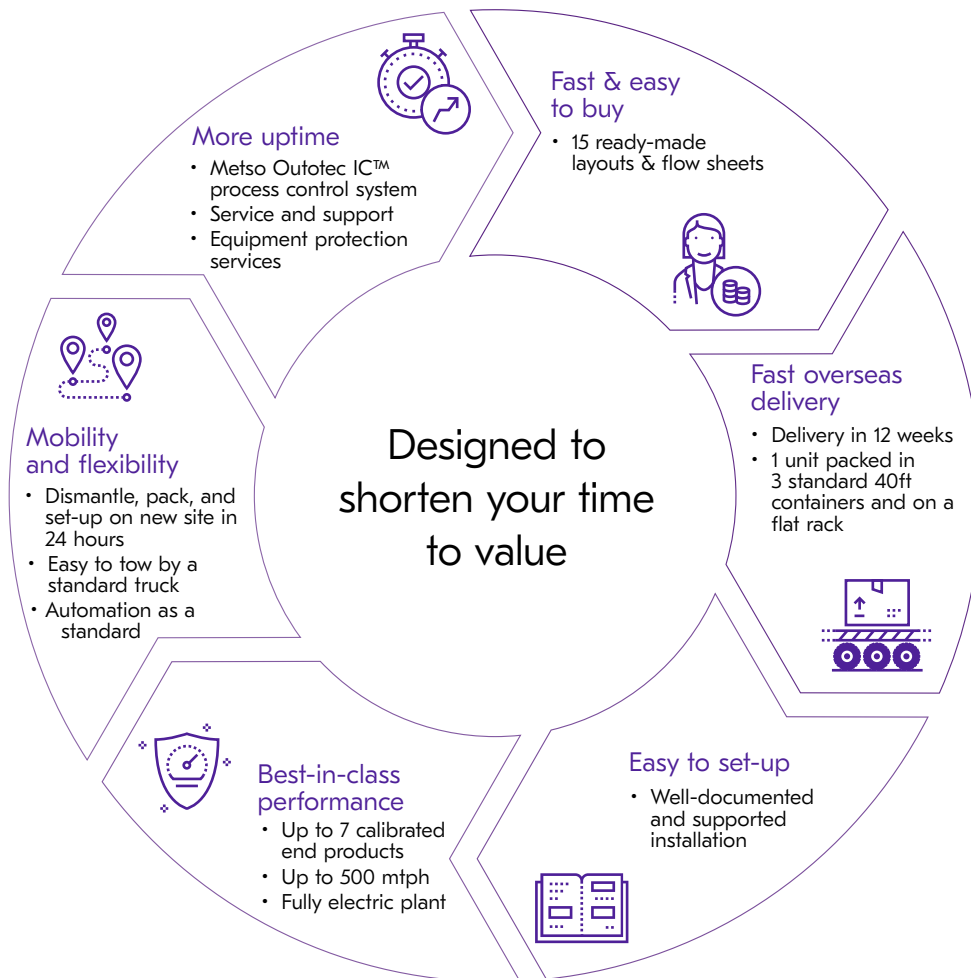 Fast & easy
to buy
• 15 ready-made
layouts & flow sheets
Fast overseas
delivery
• Delivery in 12 weeks
• 1 unit packed in
3 standard 40ft
containers and on a
flat rack
Easy to set-up
• Well-documented
and supported
installation
Best-in-class
performance
• Up to 7 calibrated
end products
• Up to 500 mtph
• Fully electric plant
Mobility
and flexibility
• Dismantle, pack, and
set-up on new site in
24 hours
• Easy to tow by a
standard truck
• Automation as a
standard
More uptime
• Metso Outotec IC™
process control system
• Service and support
• Equipment protection
services
Designed to
shorten your time
to value